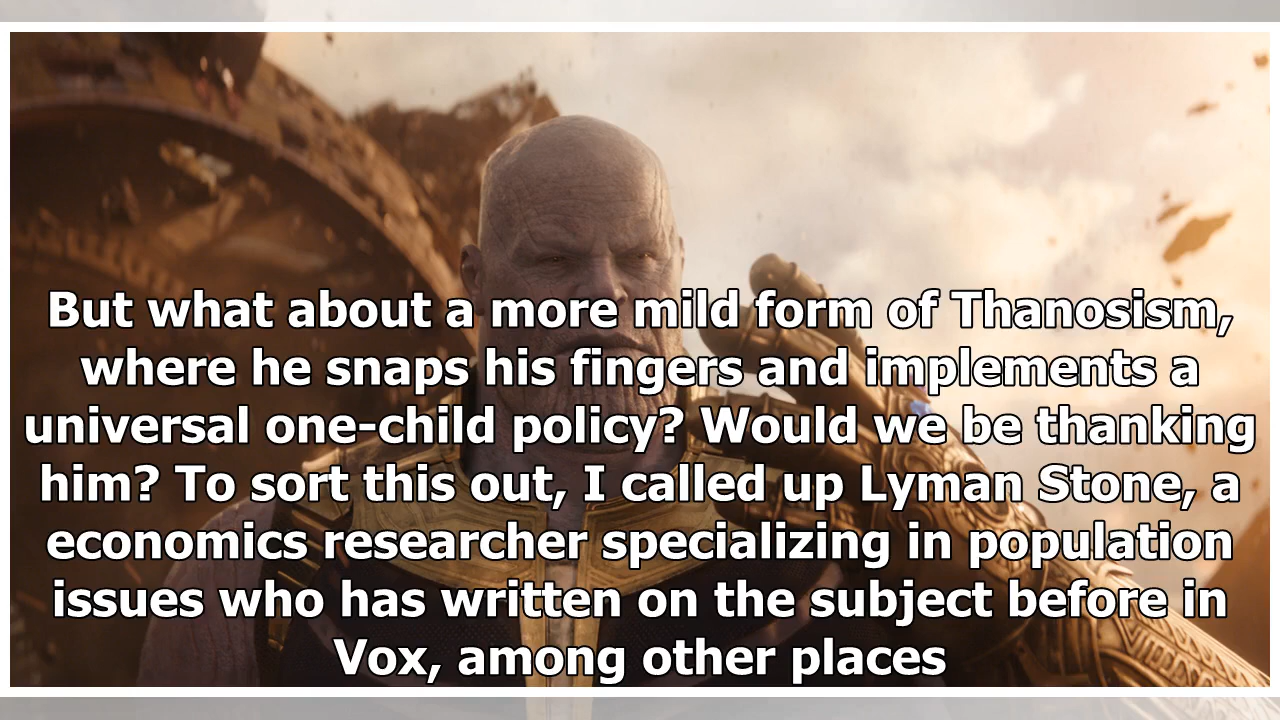 But what about a more mild form of Thanosism,
where he snaps his fingers and implements a
universal one-child policy? Would we be thanking
him? To sort this out, I called up Lyman Stone, a
economics researcher specializing in population
issues who has written on the subject before in
Vox, among other places